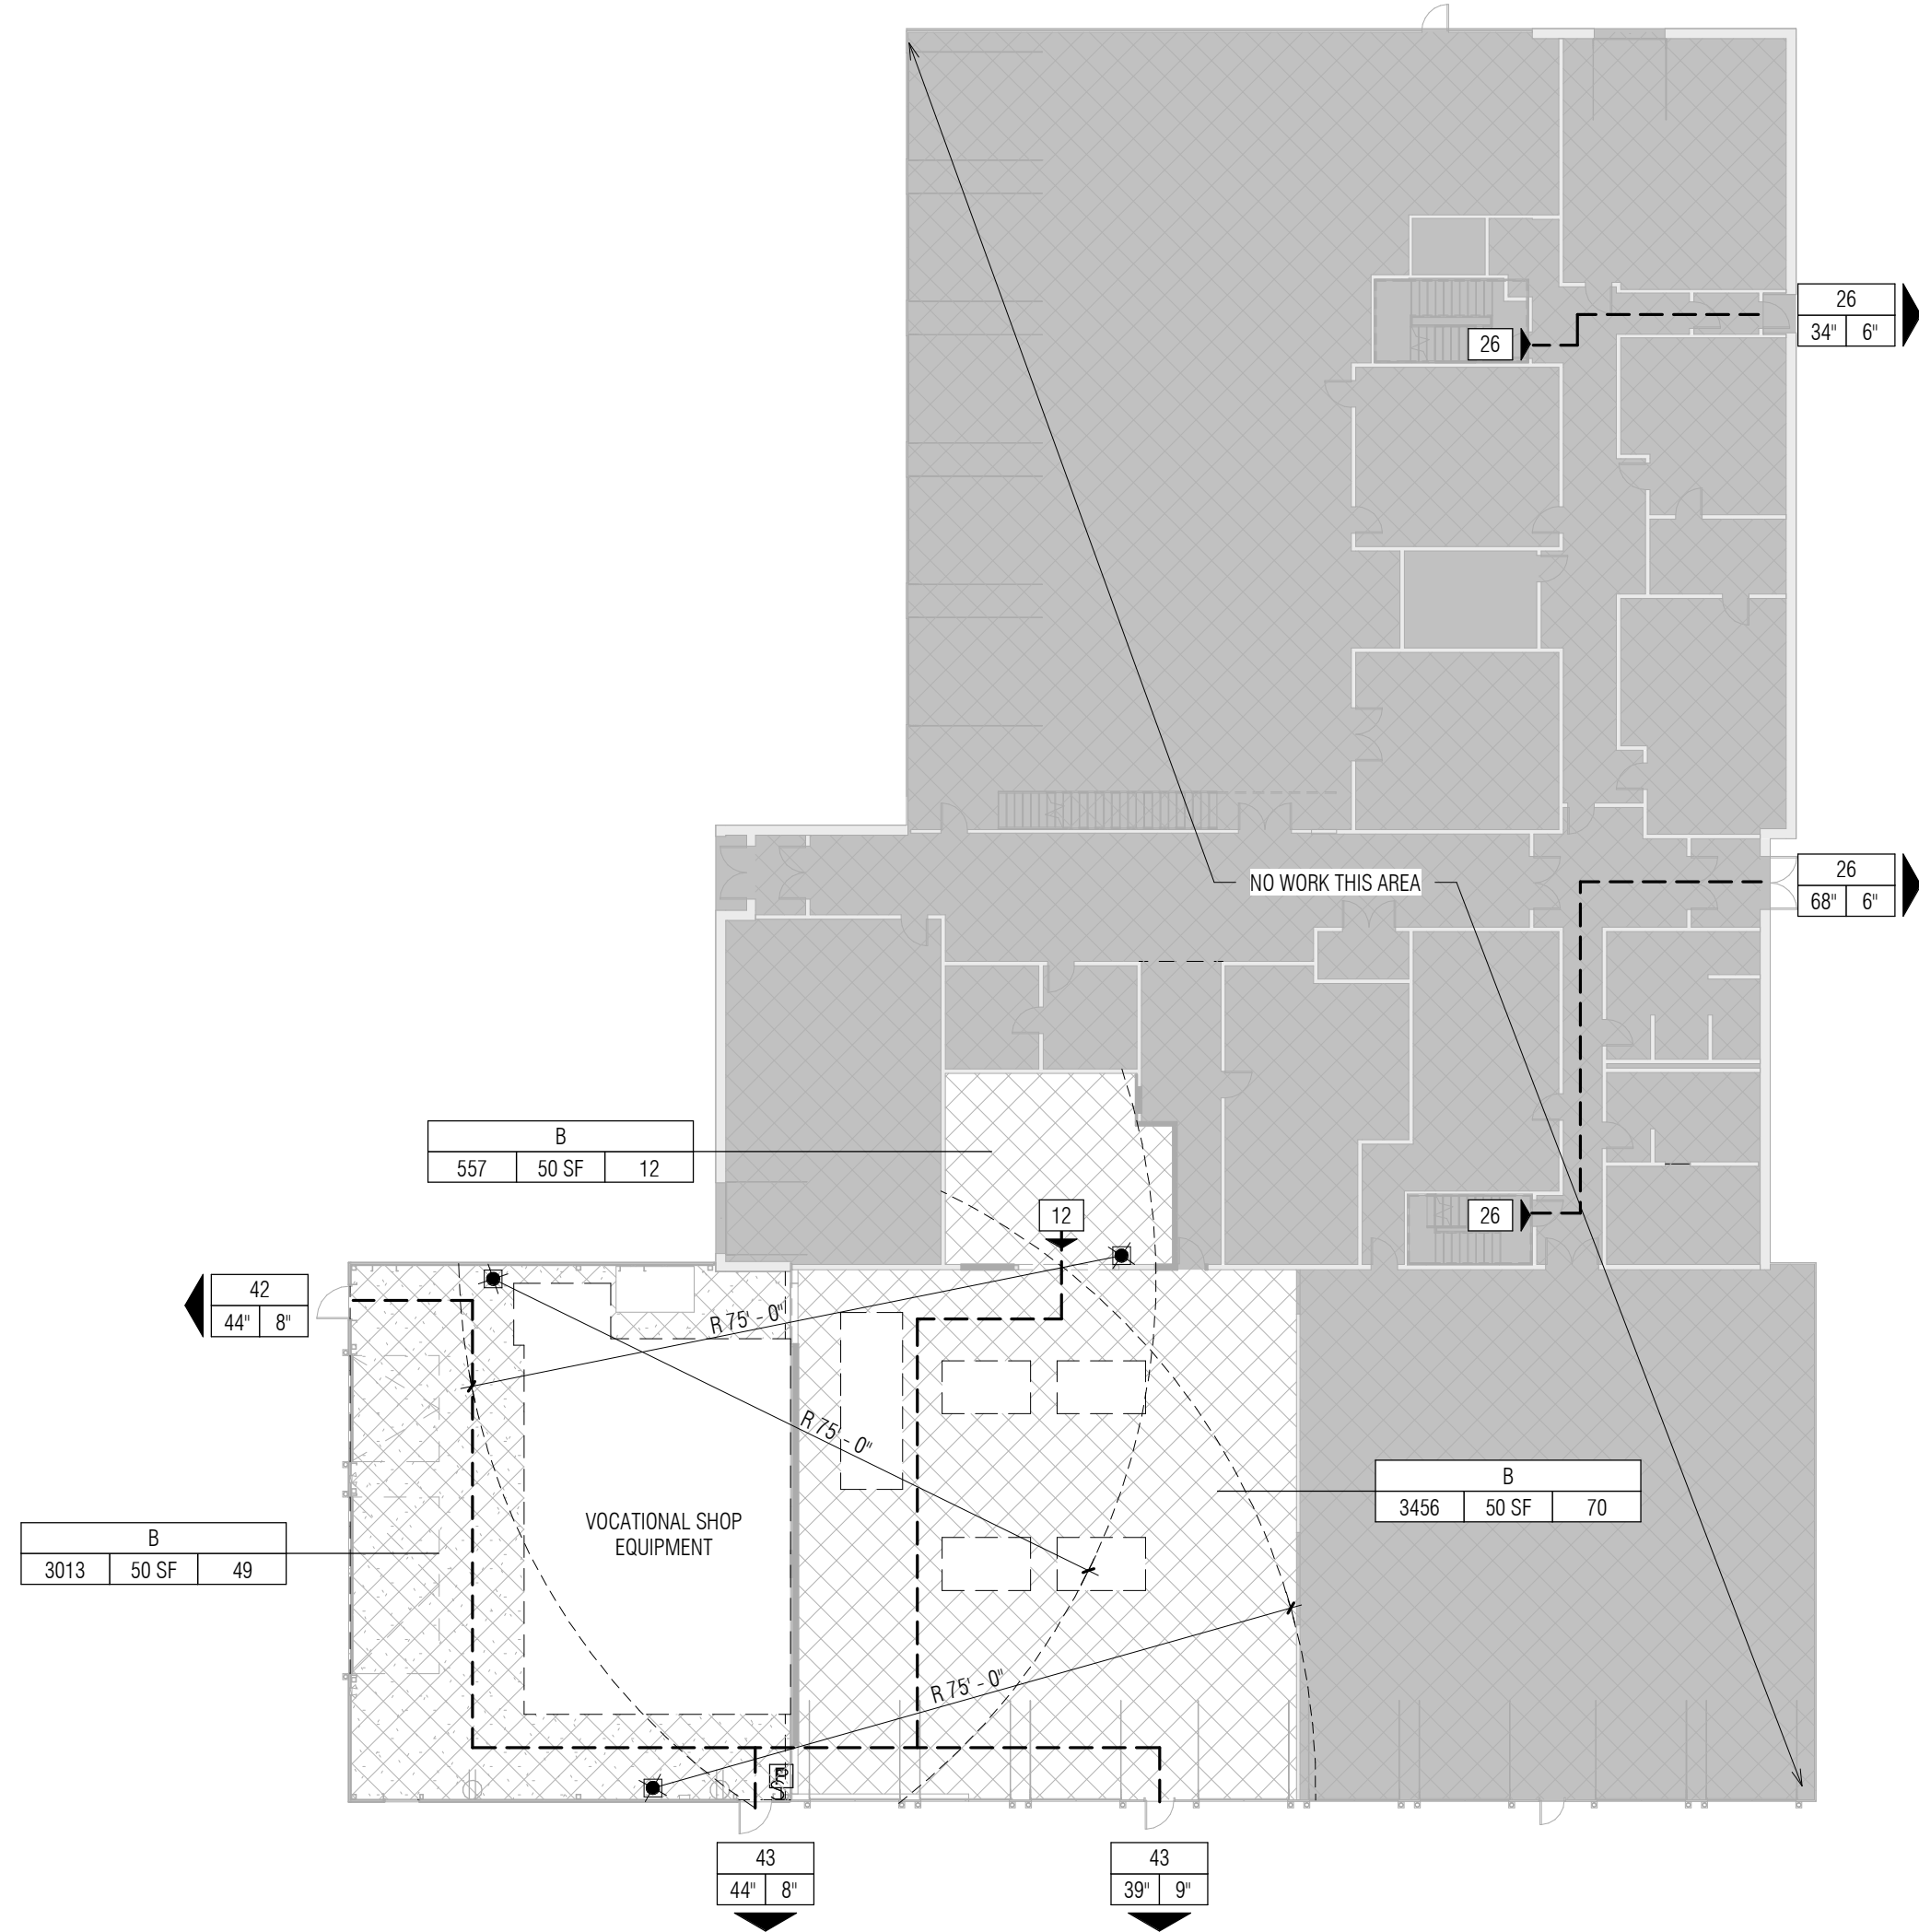 26
34" 6"
26
26
68" 6"
NO WORK THIS AREA
B
557 50 SF 12
12
26
42
44" 8"
R 75' - 0"
R 75' - 0"
B
3456 50 SF 70
VOCATIONAL SHOP
EQUIPMENT
B
3013 50 SF 49
R 75' - 0"
43
44" 8"
43
39" 9"